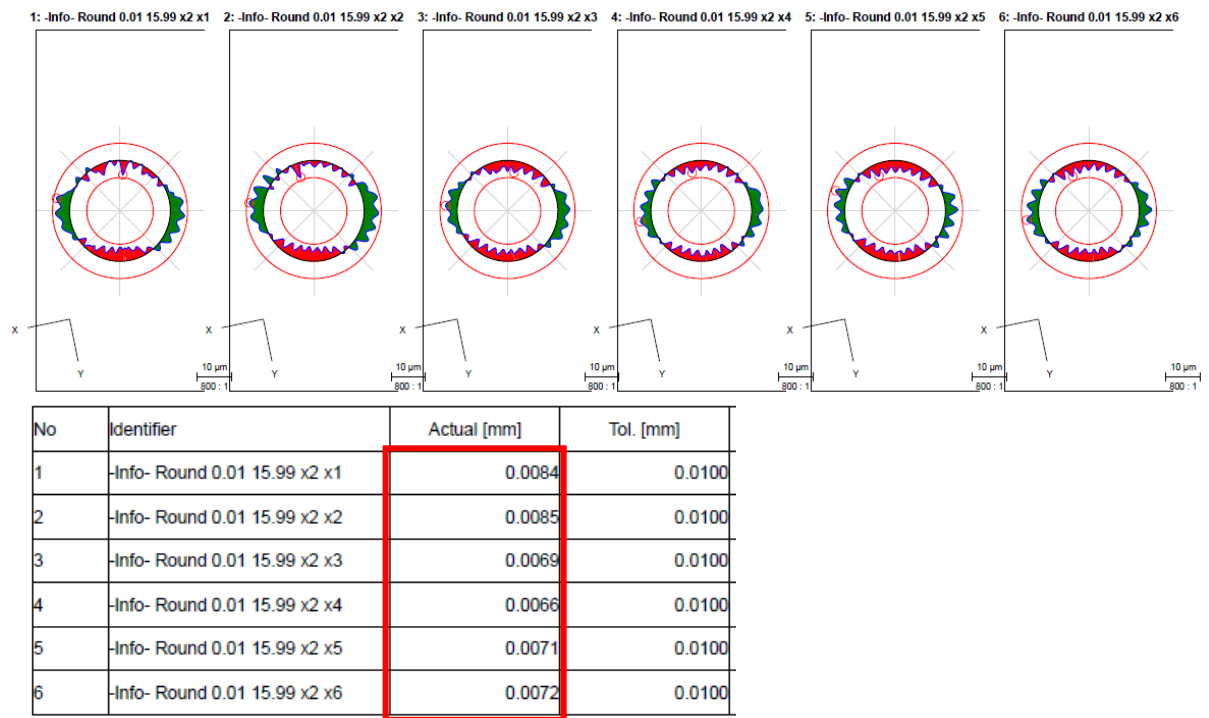 1: -Info- Round 0.01 15.99 x2 x1 2: -Info- Round 0.01 15.99 x2 x2 3: -Info- Round 0.01 15.99 x2 x3 4: -Info- Round 0.01 15.99 x2 x4 5: -Info- Round 0.01 15.99 x2 x5 6: -Info- Round 0.01 15.99 x2 x6
X X X X X X
Y Y Y Y Y Y
10 µm 10 µm 10 µm 10 µm 10 µm 10 µm
800 : 1 800 : 1 800 : 1 800 : 1 800 : 1 800 : 1
No Identifier Actual [mm] Tol. [mm]
1 -Info- Round 0.01 15.99 x2 x1 0.0084 0.0100
2 -Info- Round 0.01 15.99 x2 x2 0.0085 0.0100
3 -Info- Round 0.01 15.99 x2 x3 0.0069 0.0100
4 -Info- Round 0.01 15.99 x2 x4 0.0066 0.0100
5 -Info- Round 0.01 15.99 x2 x5 0.0071 0.0100
6 -Info- Round 0.01 15.99 x2 x6 0.0072 0.0100